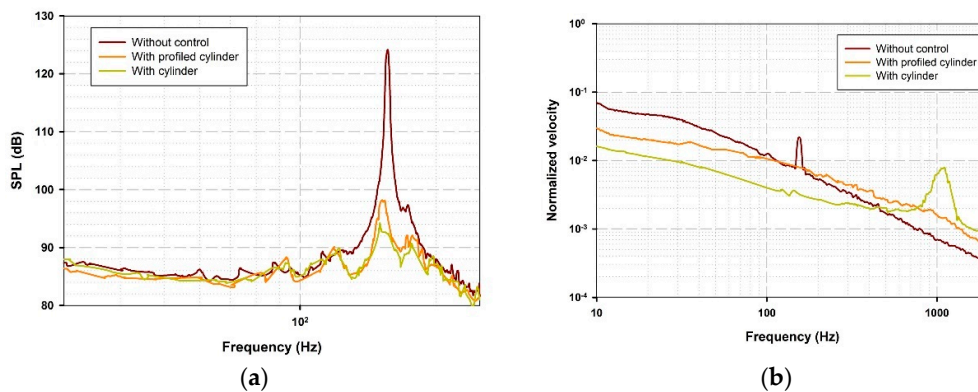 140
130
120
110
100
90
80
SPL (dB)
Without control
With profiled cylinder
With cylinder
10²
Frequency (Hz)
(a)
10⁰
10⁻¹
10⁻²
10⁻³
10⁻⁴
Normalized velocity
Without control
With profiled cylinder
With cylinder
10
100
1000
Frequency (Hz)
(b)